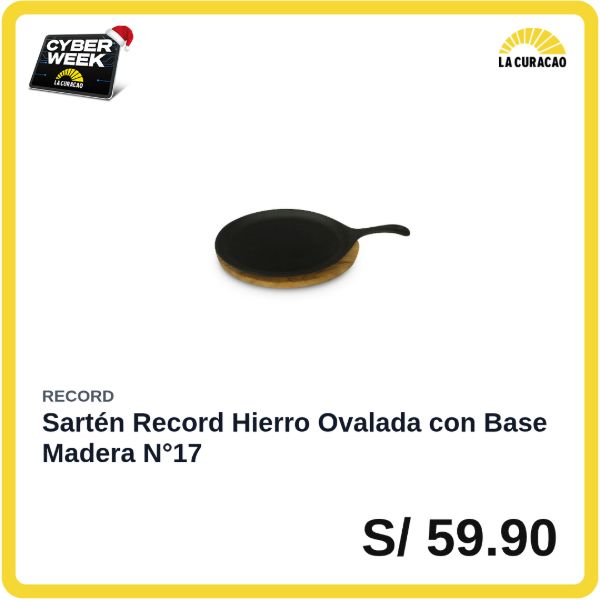 CYBER
WEEK
LA CURACAO
LA CURACAO
RECORD
Sartén Record Hierro Ovalada con Base
Madera N°17
S/ 59.90